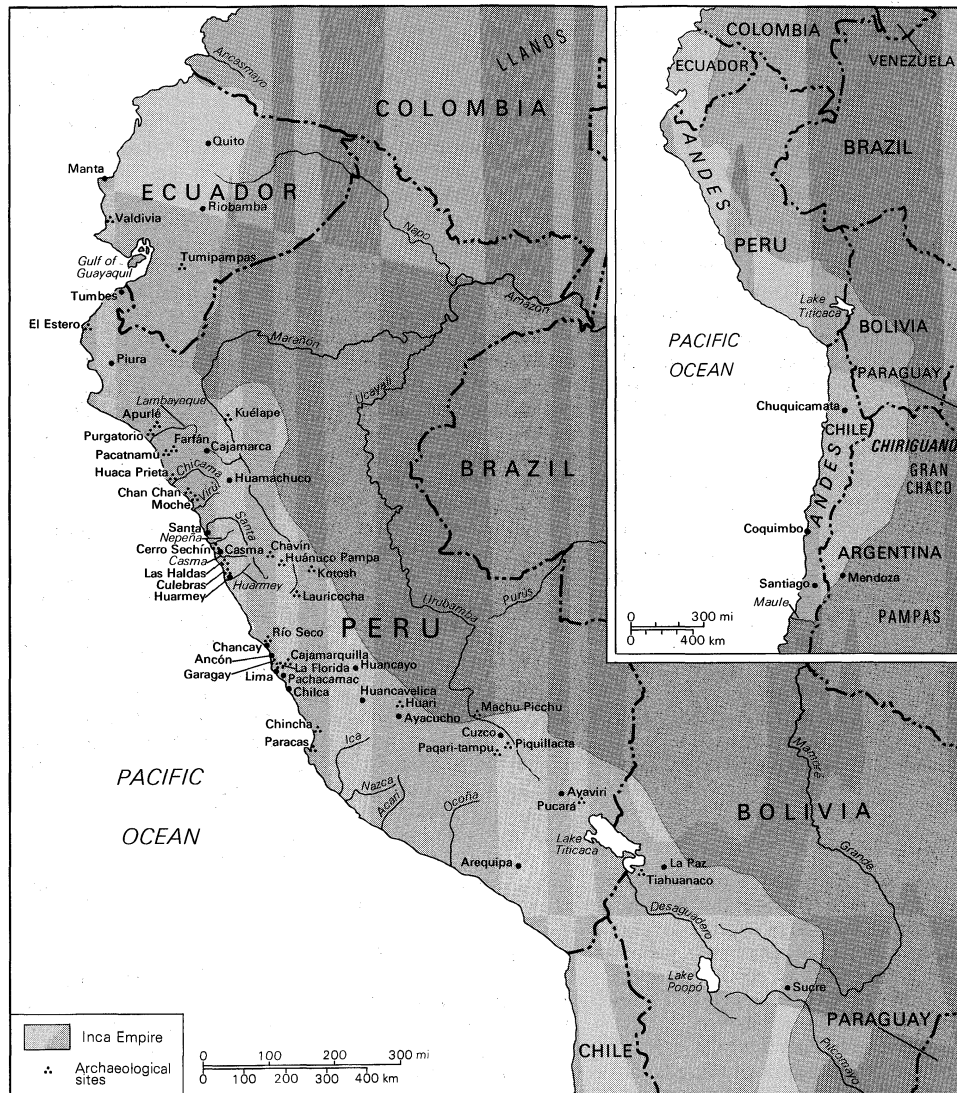 Ancasmayo
LLANOS
COLOMBIA
Quito
Manta
ECUADOR
Riobamba
Valdivia
Napo
Gulf of
Guayaquil
Tumipampas
Tumbes
Amazon
El Estero
Marañón
Piura
Ucayali
Lambayeque
Apurlé
Kuélape
Purgatorio
Farfán
Cajamarca
Pacatnamú
BRAZIL
Huaca Prieta
Chicama
Huamachuco
Chan Chan
Virú
Moche
Santa
Santa
Nepeña
Cerro Sechín
Casma
Chavín
Casma
Huánuco Pampa
Las Haldas
Kotosh
Culebras
Huarmey
Huarmey
Lauricocha
Urubamba
Purús
PERU
Río Seco
Chancay
Ancón
Cajamarquilla
Garagay
La Florida
Huancayo
Lima
Pachacamac
Chilca
Huancavelica
Huari
Ayacucho
Machu Picchu
Chincha
Cuzco
Paracas
Ica
Paqari-tampu
Piquillacta
PACIFIC
OCEAN
Nazca
Acarí
Ocoña
Ayaviri
Pucará
Mamoré
BOLIVIA
Lake
Titicaca
Grande
Arequipa
La Paz
Tiahuanaco
Desaguadero
Lake
Poopó
Sucre
PARAGUAY
CHILE
Pilcomayo
Inca Empire
Archaeological
sites
0 100 200 300 mi
0 100 200 300 400 km
COLOMBIA
VENEZUELA
ECUADOR
ANDES
BRAZIL
PERU
Lake
Titicaca
BOLIVIA
PACIFIC
OCEAN
PARAGUAY
Chuquicamata
CHILE
CHIRIGUANO
GRAN
CHACO
ANDES
Coquimbo
ARGENTINA
Mendoza
Santiago
Maule
PAMPAS
0 300 mi
0 400 km